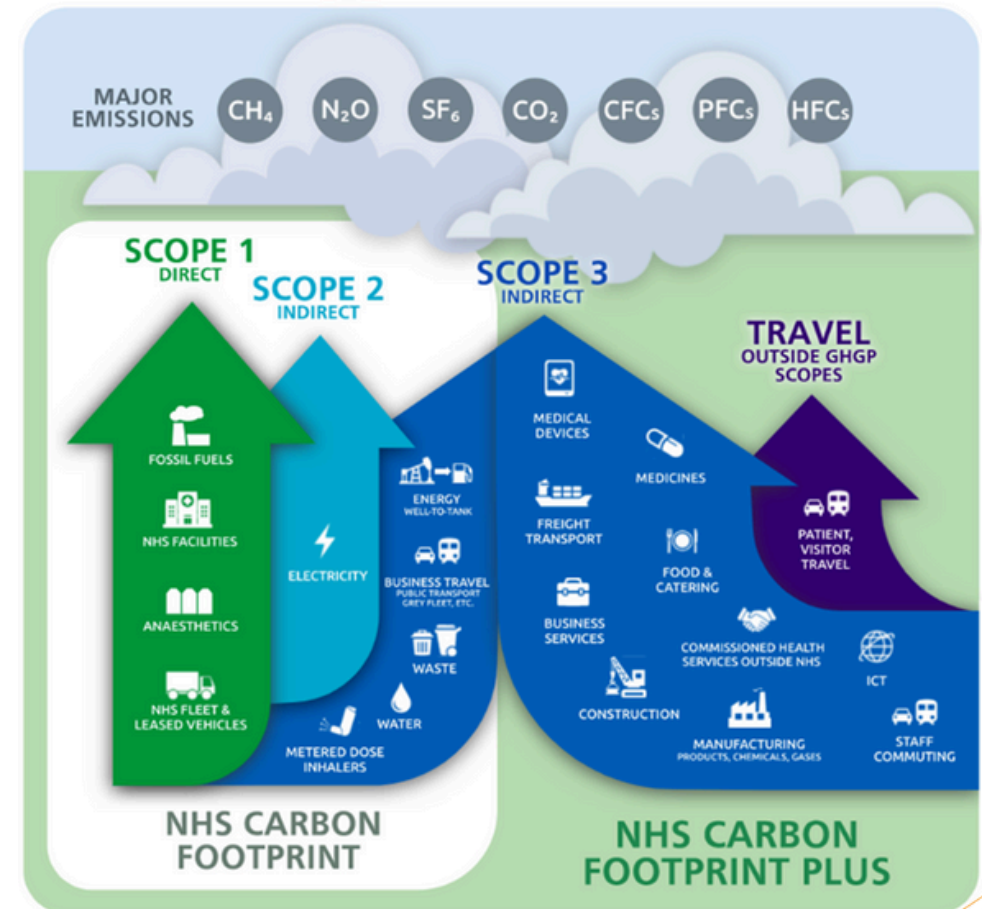 MAJOR
EMISSIONS
CH₄
N₂O
SF₆
CO₂
CFCs
PFCs
HFCs
SCOPE 1
DIRECT
FOSSIL FUELS
NHS FACILITIES
ANAESTHETICS
NHS FLEET &
LEASED VEHICLES
SCOPE 2
INDIRECT
ELECTRICITY
SCOPE 3
INDIRECT
ENERGY
WELL-TO-TANK
BUSINESS TRAVEL
PUBLIC TRANSPORT
GREY FLEET, ETC.
WASTE
WATER
METERED DOSE
INHALERS
MEDICAL
DEVICES
MEDICINES
FREIGHT
TRANSPORT
FOOD &
CATERING
BUSINESS
SERVICES
COMMISSIONED HEALTH
SERVICES OUTSIDE NHS
ICT
CONSTRUCTION
MANUFACTURING
PRODUCTS, CHEMICALS, GASES
STAFF
COMMUTING
TRAVEL
OUTSIDE GHGP
SCOPES
PATIENT,
VISITOR
TRAVEL
NHS CARBON
FOOTPRINT
NHS CARBON
FOOTPRINT PLUS